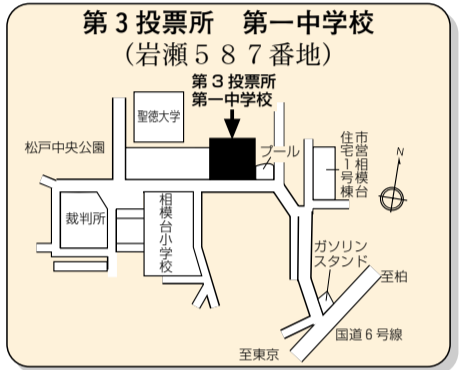 第３投票所　第一中学校
（岩瀬５８７番地）
第３投票所
第一中学校
聖徳大学
松戸中央公園
プール
市営相模台
住宅１号棟
N
裁判所
相模台小学校
ガソリン
スタンド
至柏
国道６号線
至東京